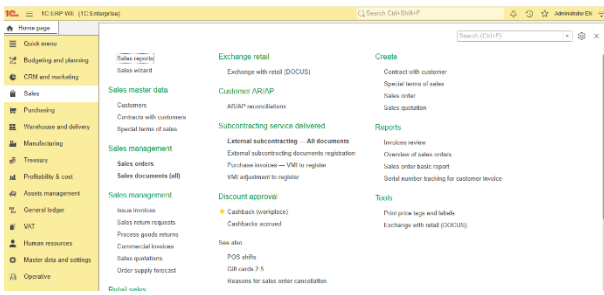 1C ERP WE (1C:Enterprise)
Search Ctrl+Shift+F
Administrator EN
Home page
Search (Ctrl+F)
Quick menu
Budgeting and planning
CRM and marketing
Sales
Purchasing
Warehouse and delivery
Manufacturing
Treasury
Profitability & cost
Assets management
General ledger
VAT
Human resources
Master data and settings
Operative
Sales reports
Sales wizard
Sales master data
Customers
Contracts with customers
Special terms of sales
Sales management
Sales orders
Sales documents (all)
Sales management
Issue invoices
Sales return requests
Process goods returns
Commercial invoices
Sales quotations
Order supply forecast
Retail sales
Exchange retail
Exchange with retail (DOCUS)
Customer AR/AP
AR/AP reconciliations
Subcontracting service delivered
External subcontracting — All documents
External subcontracting documents registration
Purchase invoices — VMI to register
VMI adjustment to register
Discount approval
Cashback (workplace)
Cashbacks accrued
See also
POS shifts
Gift cards 2.5
Reasons for sales order cancellation
Create
Contract with customer
Special terms of sales
Sales order
Sales quotation
Reports
Invoices review
Overview of sales orders
Sales order basic report
Serial number tracking for customer invoice
Tools
Print price tags and labels
Exchange with retail (DOCUS)